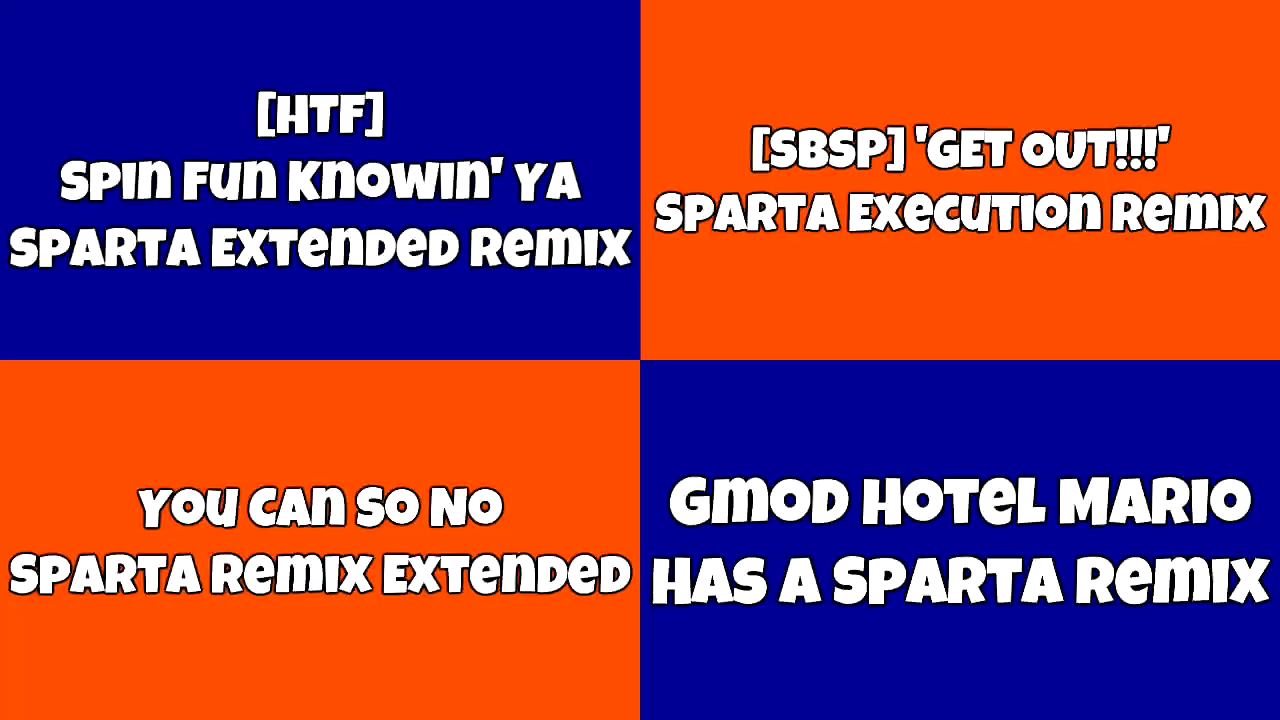 [HTF]
Spin Fun Knowin' Ya
Sparta Extended Remix
[SBSP] 'GET OUT!!!'
Sparta Execution Remix
You Can So No
Sparta Remix Extended
Gmod Hotel Mario
Has a Sparta Remix